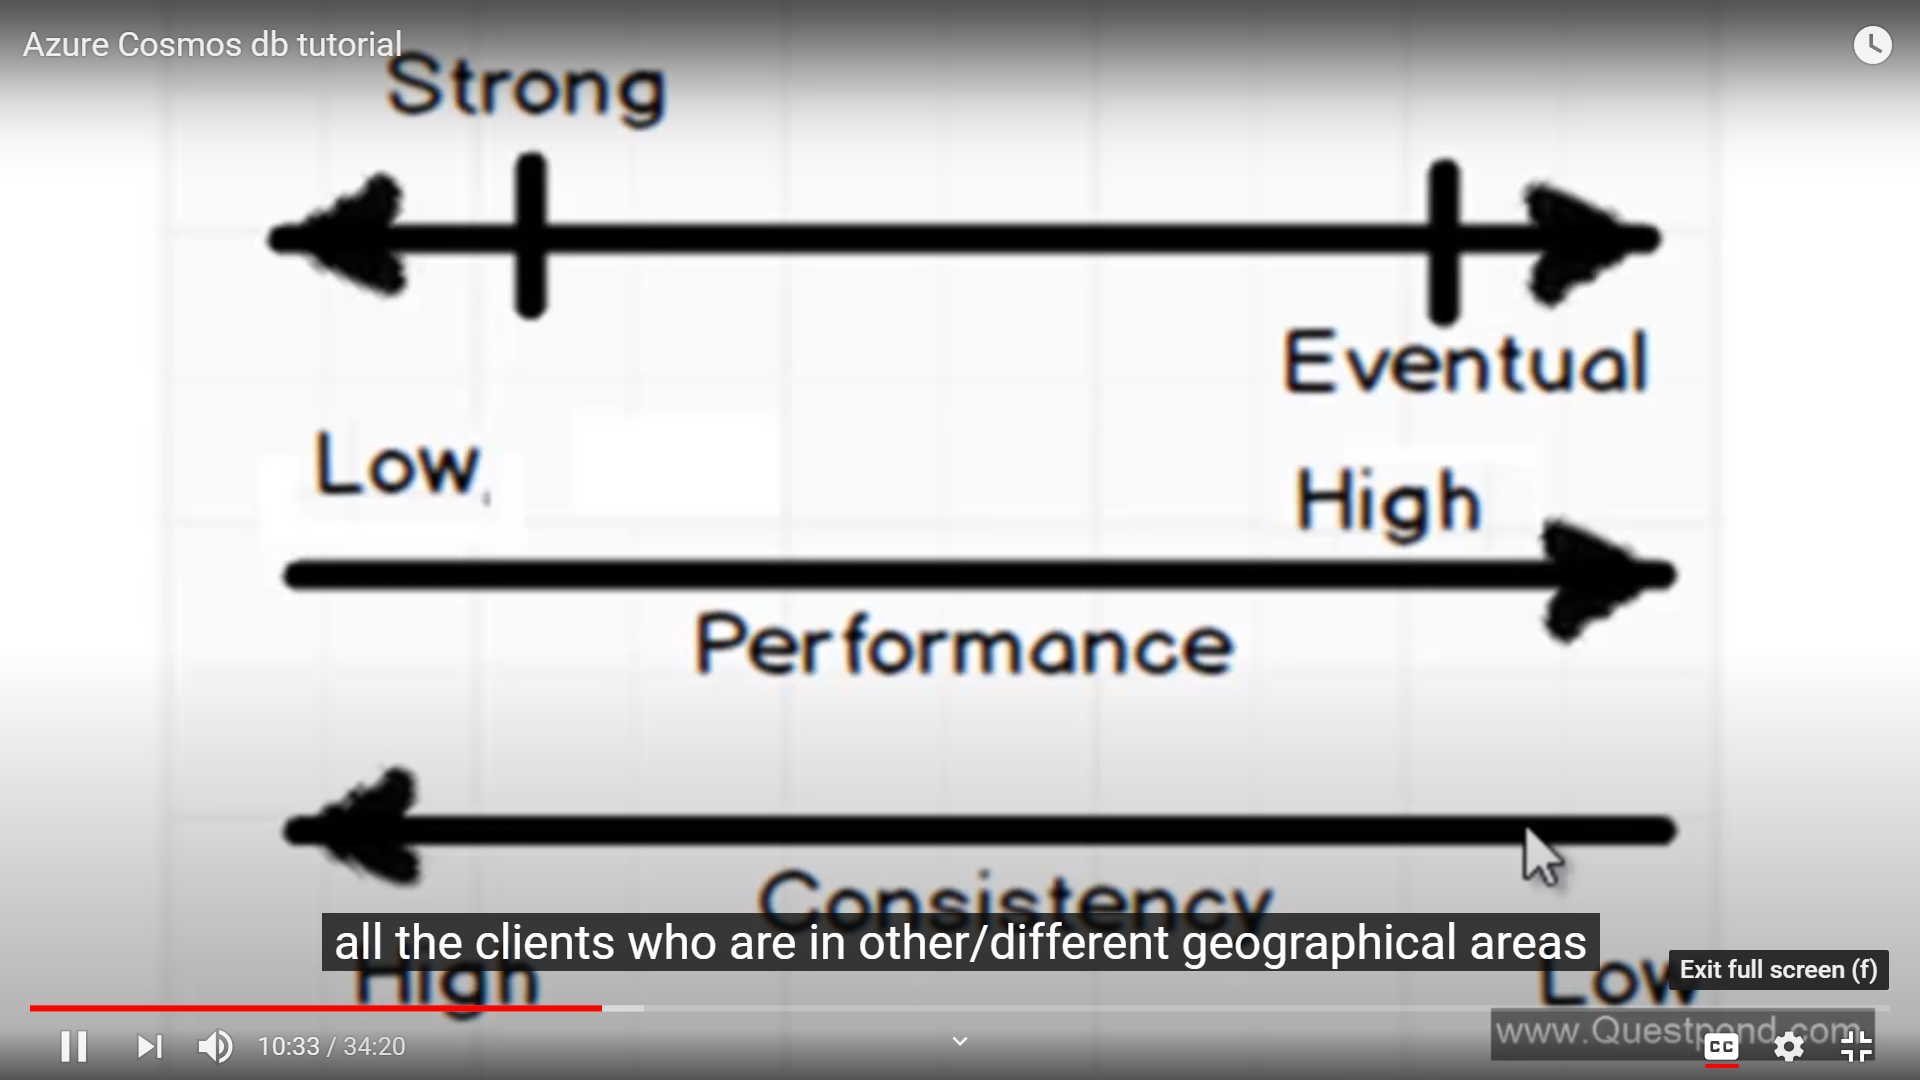 Azure Cosmos db tutorial
Strong
Eventual
Low
High
Performance
Consistency
all the clients who are in other/different geographical areas
High
Low
Exit full screen (f)
www.Questpond.com
10:33 / 34:20
CC